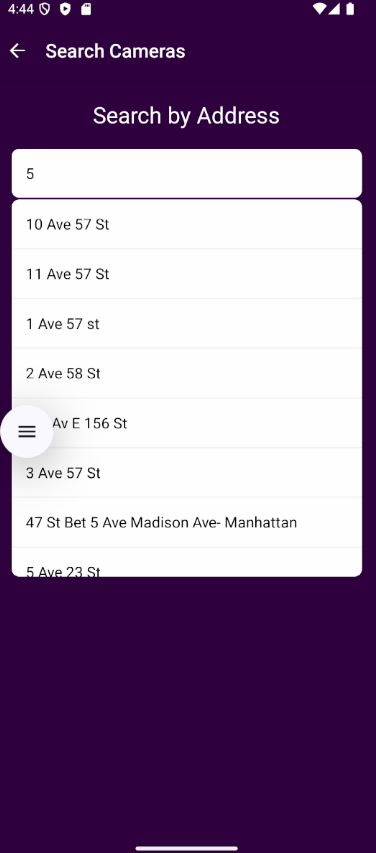 4:44
Search Cameras
Search by Address
5
10 Ave 57 St
11 Ave 57 St
1 Ave 57 st
2 Ave 58 St
Av E 156 St
3 Ave 57 St
47 St Bet 5 Ave Madison Ave- Manhattan
5 Ave 23 St